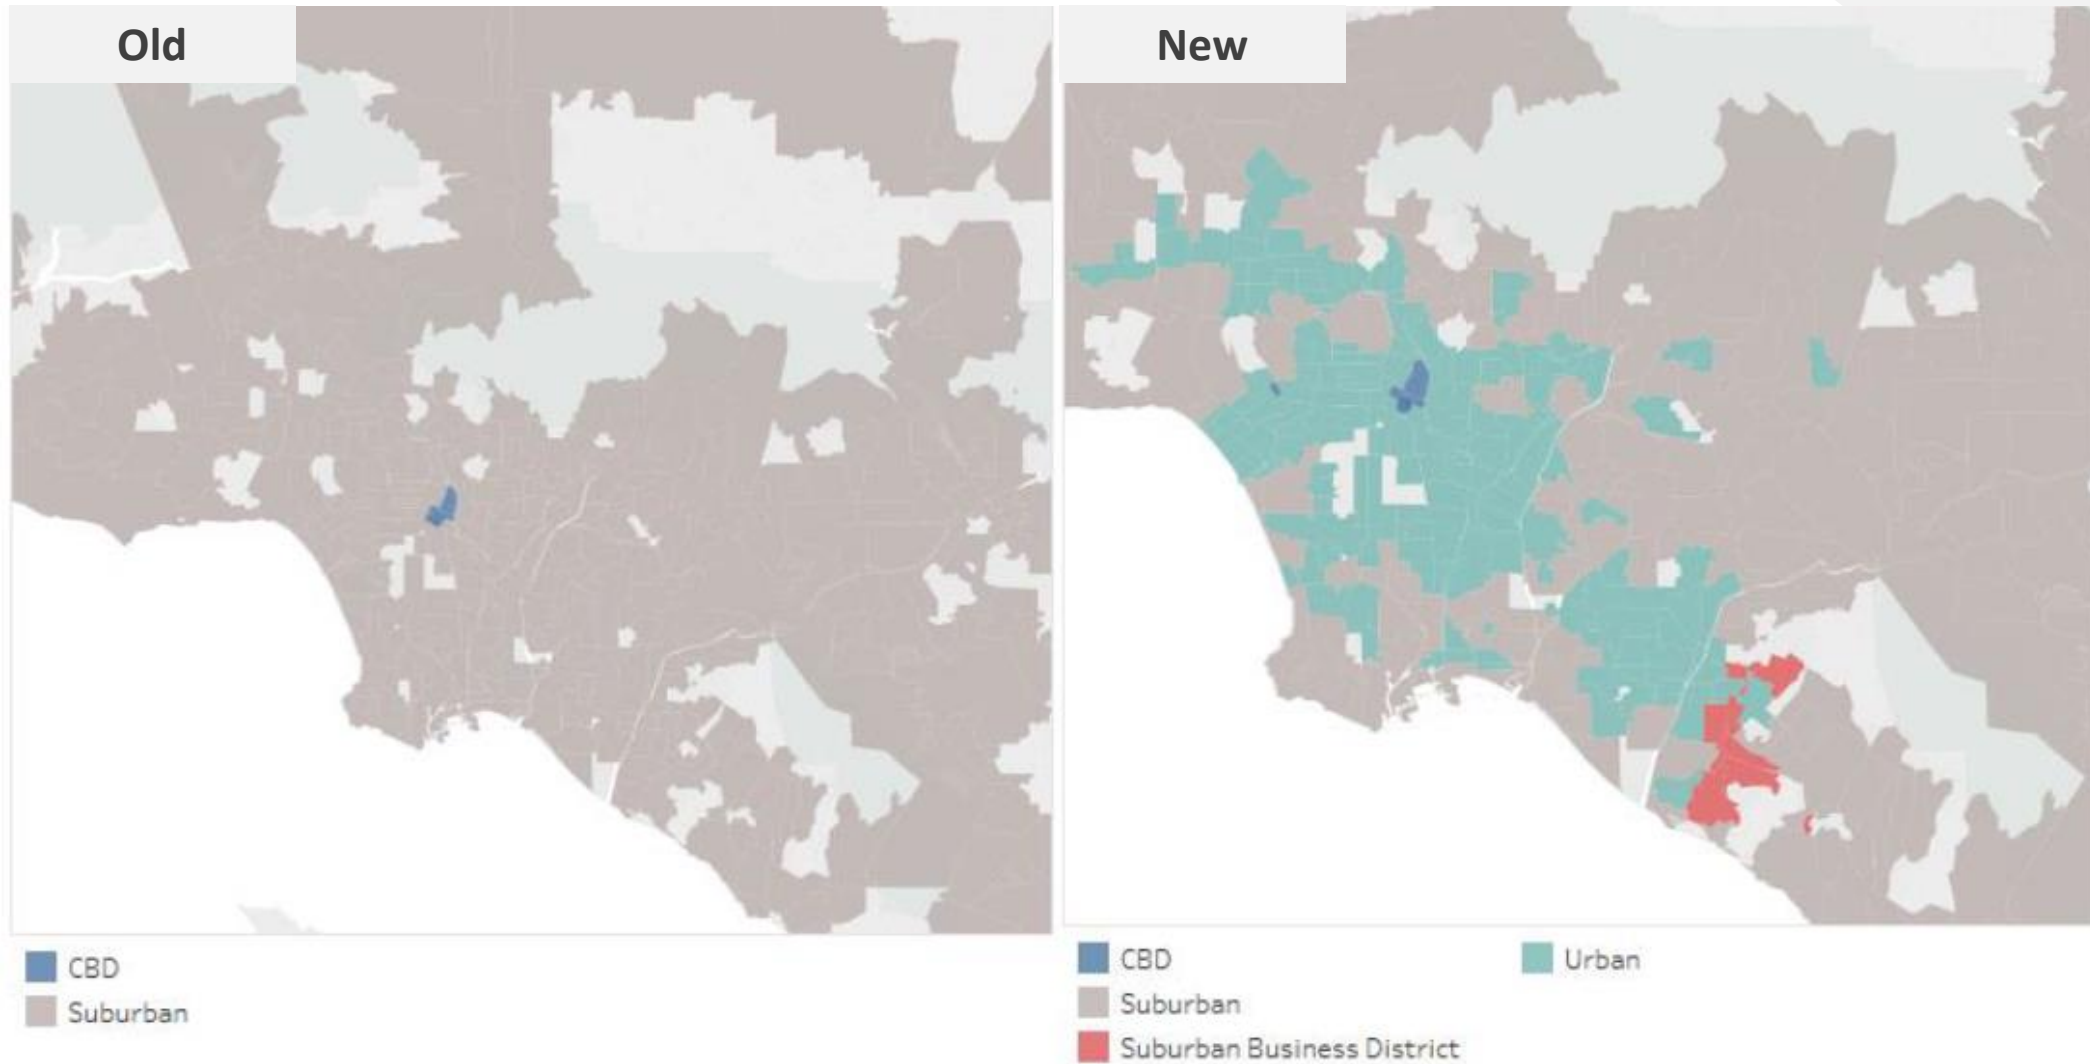 Old
New
CBD
Suburban
CBD
Urban
Suburban
Suburban Business District